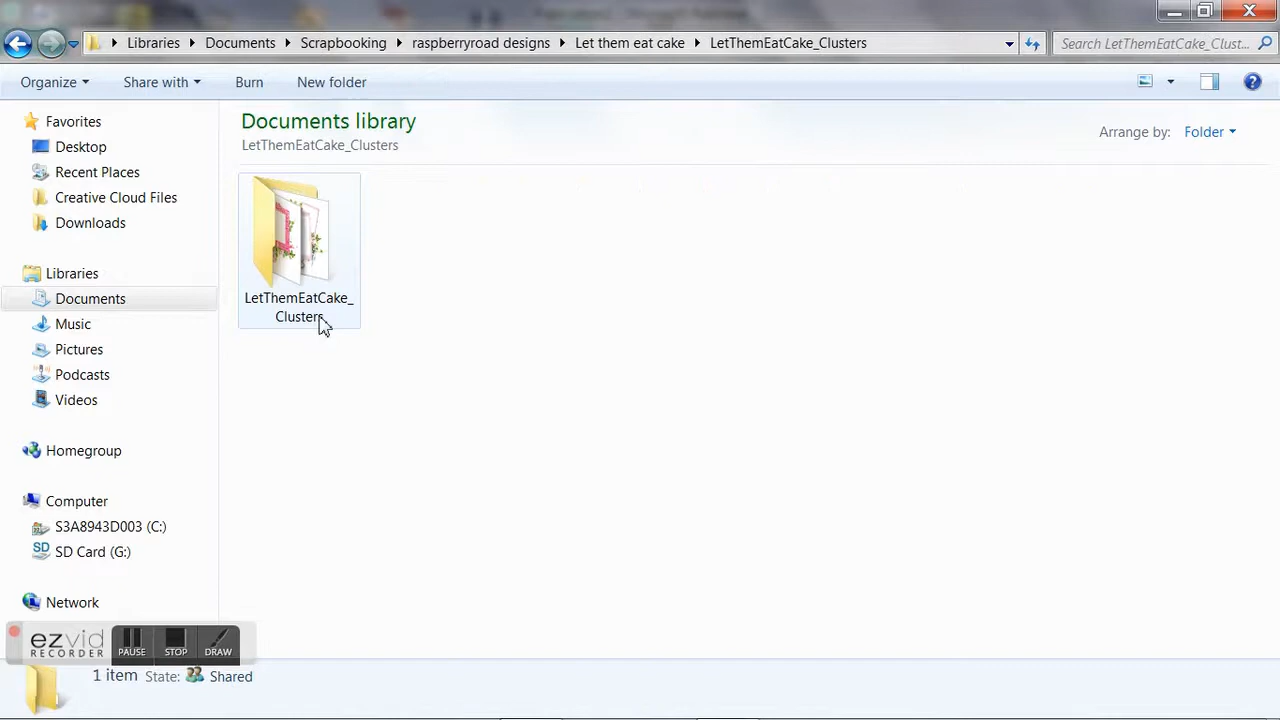 Libraries Documents Scrapbooking raspberryroad designs Let them eat cake LetThemEatCake_Clusters Search LetThemEatCake_Clust...
Organize Share with Burn New folder
Documents library
LetThemEatCake_Clusters
Arrange by: Folder
Favorites
Desktop
Recent Places
Creative Cloud Files
Downloads
Libraries
Documents
Music
Pictures
Podcasts
Videos
Homegroup
Computer
S3A8943D003 (C:)
SD Card (G:)
Network
LetThemEatCake_
Clusters
ezvid
RECORDER
PAUSE STOP DRAW
1 item State: Shared